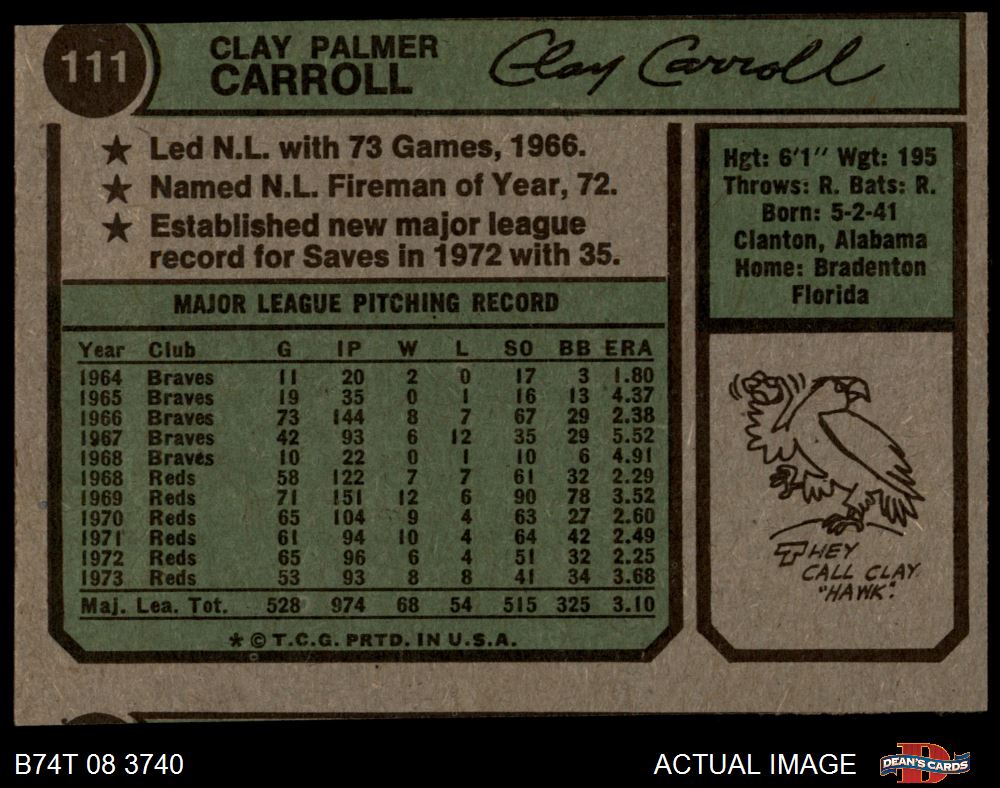 111
CLAY PALMER
CARROLL
Clay Carroll
★ Led N.L. with 73 Games, 1966.
★ Named N.L. Fireman of Year, 72.
★ Established new major league
record for Saves in 1972 with 35.
MAJOR LEAGUE PITCHING RECORD
Year Club G IP W L SO BB ERA
1964 Braves 11 20 2 0 17 3 1.80
1965 Braves 19 35 0 1 16 13 4.37
1966 Braves 73 144 8 7 67 29 2.38
1967 Braves 42 93 6 12 35 29 5.52
1968 Braves 10 22 0 1 10 6 4.91
1968 Reds 58 122 7 7 61 32 2.29
1969 Reds 71 151 12 6 90 78 3.52
1970 Reds 65 104 9 4 63 27 2.60
1971 Reds 61 94 10 4 64 42 2.49
1972 Reds 65 96 6 4 51 32 2.25
1973 Reds 53 93 8 8 41 34 3.68
Maj. Lea. Tot. 528 974 68 54 515 325 3.10
* © T.C.G. PRTD. IN U.S.A.
Hgt: 6'1" Wgt: 195
Throws: R. Bats: R.
Born: 5-2-41
Clanton, Alabama
Home: Bradenton
Florida
THEY
CALL CLAY
"HAWK".
B74T 08 3740
ACTUAL IMAGE
D
DEAN'S CARDS